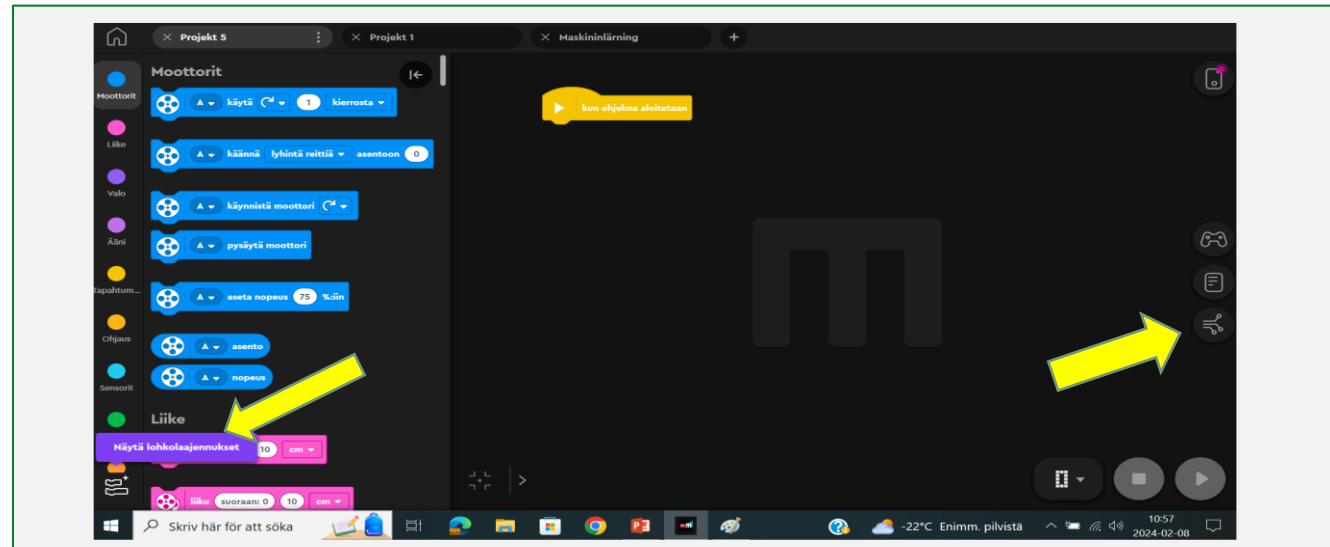 Projekt 5
Projekt 1
Maskininlärning
Moottorit
Moottorit
A käytä 1 kierrosta
kun ohjelma aloitetaan
Liike
A käännä lyhintä reittiä asentoon 0
Valo
A käynnistä moottori
Ääni
A pysäytä moottori
Tapahtum...
A aseta nopeus 75 %:iin
Ohjaus
A asento
Sensorit
A nopeus
Liike
Näytä lohkolaajennukset
10 cm
liiku suoraan: 0 10 cm
Skriv här för att söka
-22°C Enimm. pilvistä
10:57
2024-02-08